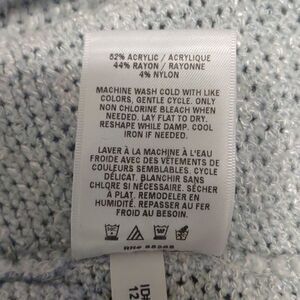 52% ACRYLIC / ACRYLIQUE
44% RAYON / RAYONNE
4% NYLON
MACHINE WASH COLD WITH LIKE
COLORS, GENTLE CYCLE. ONLY
NON CHLORINE BLEACH WHEN
NEEDED. LAY FLAT TO DRY.
RESHAPE WHILE DAMP. COOL
IRON IF NEEDED.
LAVER À LA MACHINE À L'EAU
FROIDE AVEC DES VÊTEMENTS DE
COULEURS SEMBLABLES. CYCLE
DÉLICAT. BLANCHIR SANS
CHLORE SI NÉCESSAIRE. SÉCHER
À PLAT. REMODELER EN
HUMIDITÉ. REPASSER AU FER
FROID AU BESOIN.
RN#